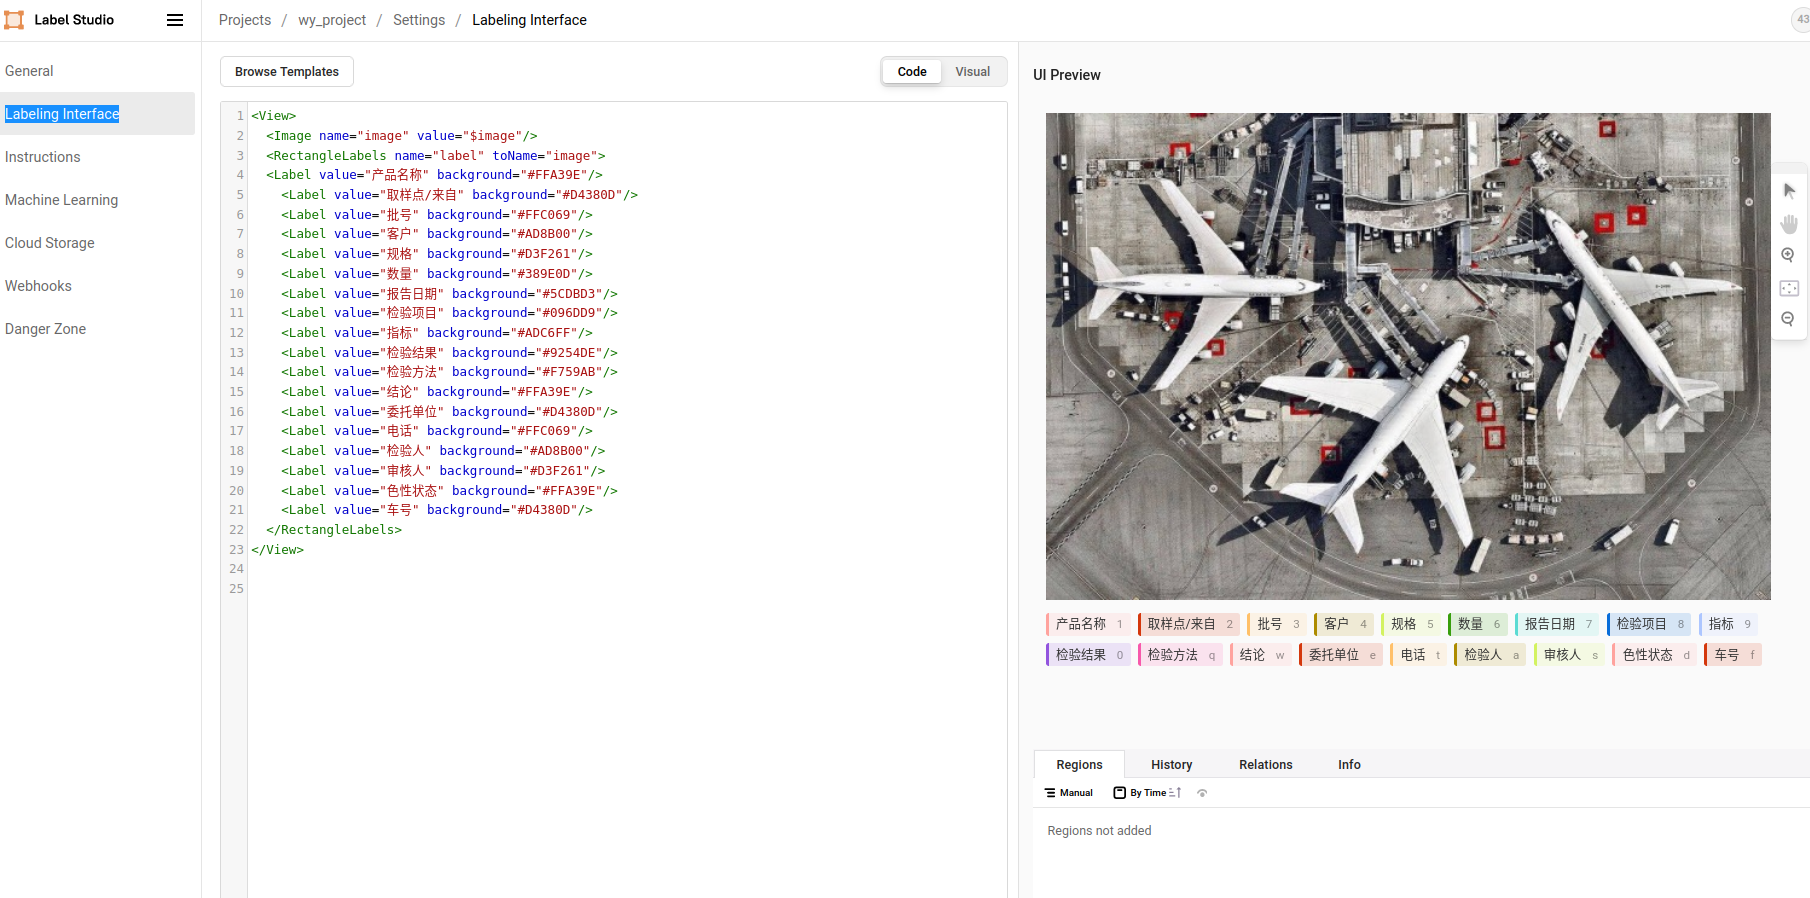 Label Studio
Projects / wy_project / Settings / Labeling Interface
43
General
Labeling Interface
Instructions
Machine Learning
Cloud Storage
Webhooks
Danger Zone
Browse Templates
Code Visual
1 <View>
2 <Image name="image" value="$image"/>
3 <RectangleLabels name="label" toName="image">
4 <Label value="产品名称" background="#FFA39E"/>
5 <Label value="取样点/来自" background="#D4380D"/>
6 <Label value="批号" background="#FFC069"/>
7 <Label value="客户" background="#AD8B00"/>
8 <Label value="规格" background="#D3F261"/>
9 <Label value="数量" background="#389E0D"/>
10 <Label value="报告日期" background="#5CDBD3"/>
11 <Label value="检验项目" background="#096DD9"/>
12 <Label value="指标" background="#ADC6FF"/>
13 <Label value="检验结果" background="#9254DE"/>
14 <Label value="检验方法" background="#F759AB"/>
15 <Label value="结论" background="#FFA39E"/>
16 <Label value="委托单位" background="#D4380D"/>
17 <Label value="电话" background="#FFC069"/>
18 <Label value="检验人" background="#AD8B00"/>
19 <Label value="审核人" background="#D3F261"/>
20 <Label value="色性状态" background="#FFA39E"/>
21 <Label value="车号" background="#D4380D"/>
22 </RectangleLabels>
23 </View>
24
25
UI Preview
产品名称 1 取样点/来自 2 批号 3 客户 4 规格 5 数量 6 报告日期 7 检验项目 8 指标 9
检验结果 0 检验方法 q 结论 w 委托单位 e 电话 t 检验人 a 审核人 s 色性状态 d 车号 f
Regions History Relations Info
Manual By Time
Regions not added